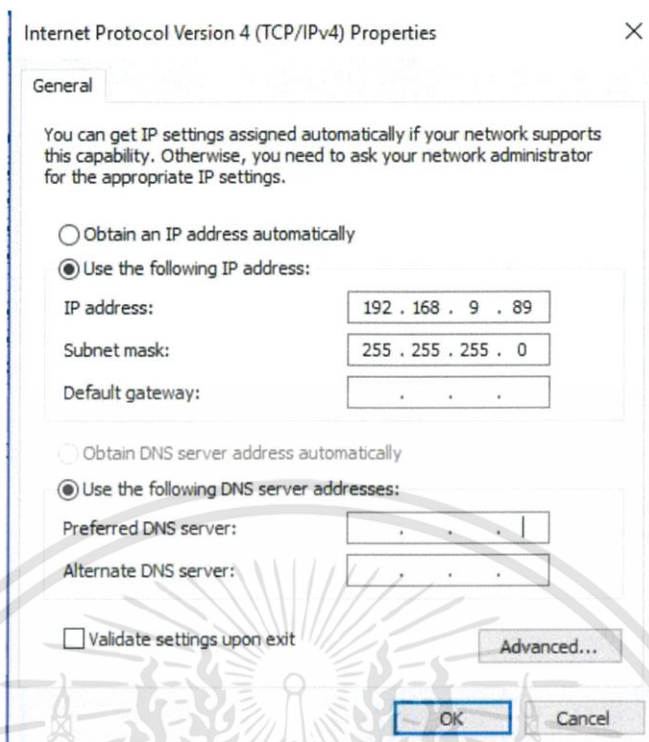 Internet Protocol Version 4 (TCP/IPv4) Properties
General
You can get IP settings assigned automatically if your network supports
this capability. Otherwise, you need to ask your network administrator
for the appropriate IP settings.
Obtain an IP address automatically
Use the following IP address:
IP address: 192 . 168 . 9 . 89
Subnet mask: 255 . 255 . 255 . 0
Default gateway: . . .
Obtain DNS server address automatically
Use the following DNS server addresses:
Preferred DNS server: . . .
Alternate DNS server: . . .
Validate settings upon exit
Advanced...
OK Cancel